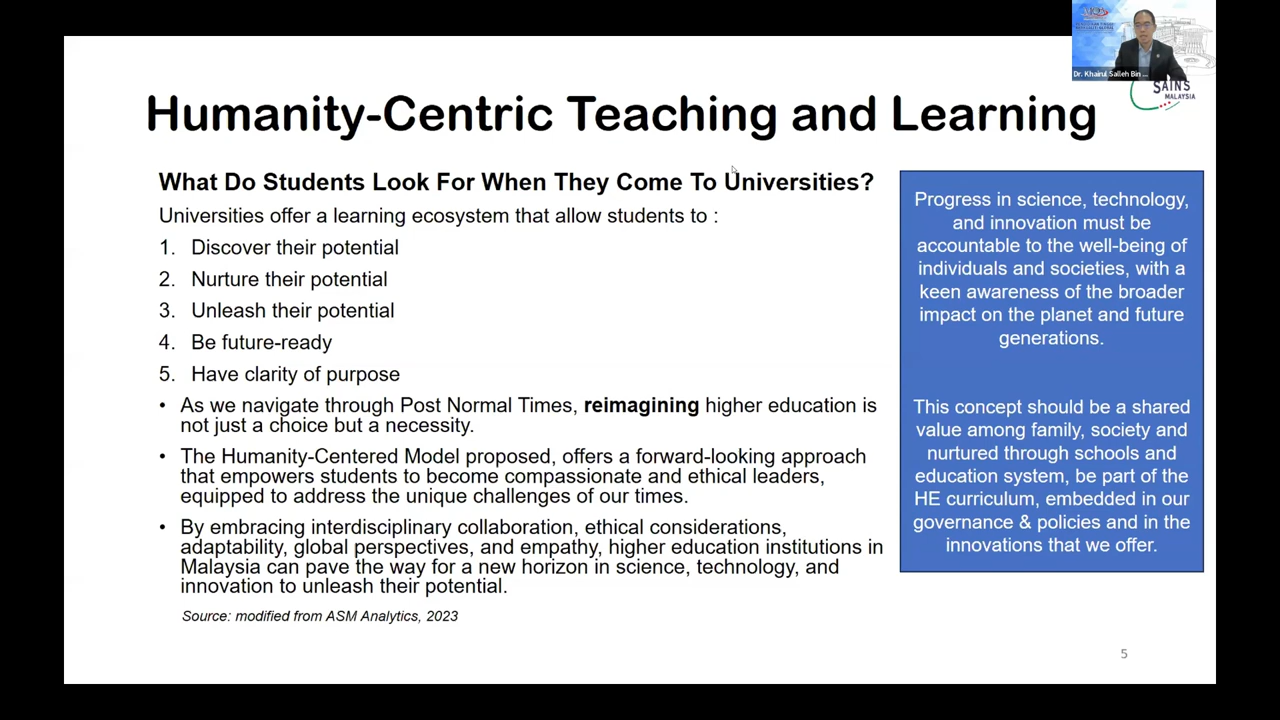 Dr. Khairul Salleh Bin ...
SAINS
MALAYSIA
Humanity-Centric Teaching and Learning
What Do Students Look For When They Come To Universities?
Universities offer a learning ecosystem that allow students to :
1. Discover their potential
2. Nurture their potential
3. Unleash their potential
4. Be future-ready
5. Have clarity of purpose
• As we navigate through Post Normal Times, reimagining higher education is
not just a choice but a necessity.
• The Humanity-Centered Model proposed, offers a forward-looking approach
that empowers students to become compassionate and ethical leaders,
equipped to address the unique challenges of our times.
• By embracing interdisciplinary collaboration, ethical considerations,
adaptability, global perspectives, and empathy, higher education institutions in
Malaysia can pave the way for a new horizon in science, technology, and
innovation to unleash their potential.
Source: modified from ASM Analytics, 2023
Progress in science, technology,
and innovation must be
accountable to the well-being of
individuals and societies, with a
keen awareness of the broader
impact on the planet and future
generations.
This concept should be a shared
value among family, society and
nurtured through schools and
education system, be part of the
HE curriculum, embedded in our
governance & policies and in the
innovations that we offer.
5